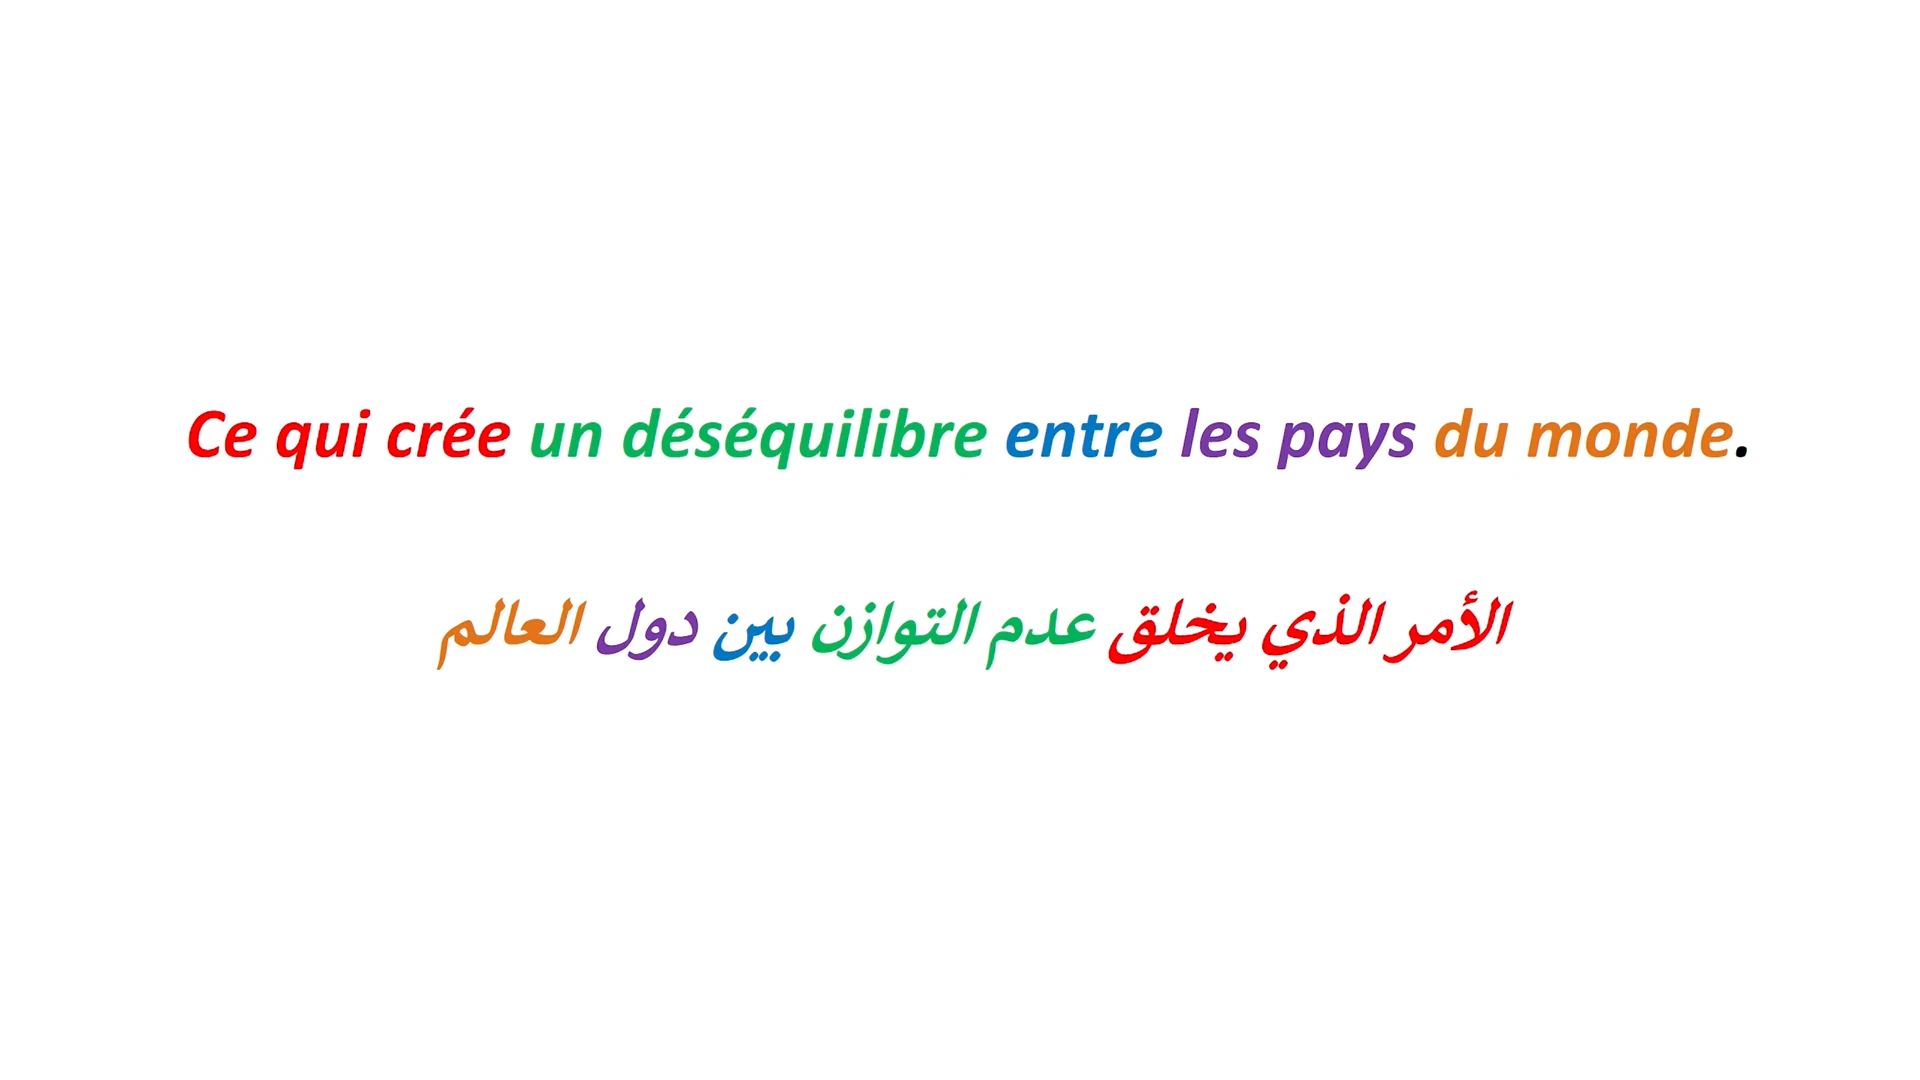 Ce qui crée un déséquilibre entre les pays du monde.
الأمر الذي يخلق عدم التوازن بين دول العالم